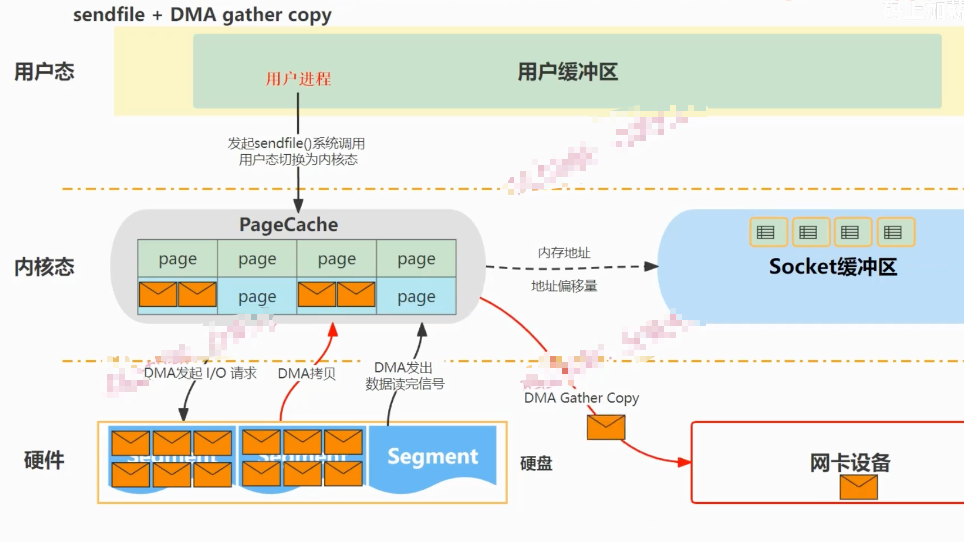 sendfile + DMA gather copy
用户态
用户进程
用户缓冲区
发起sendfile()系统调用
用户态切换为内核态
内核态
PageCache
page page page page
page page
内存地址
地址偏移量
Socket缓冲区
DMA发起 I/O 请求
DMA拷贝
DMA发出
数据读完信号
DMA Gather Copy
硬件
Segment
Segment
Segment
硬盘
网卡设备